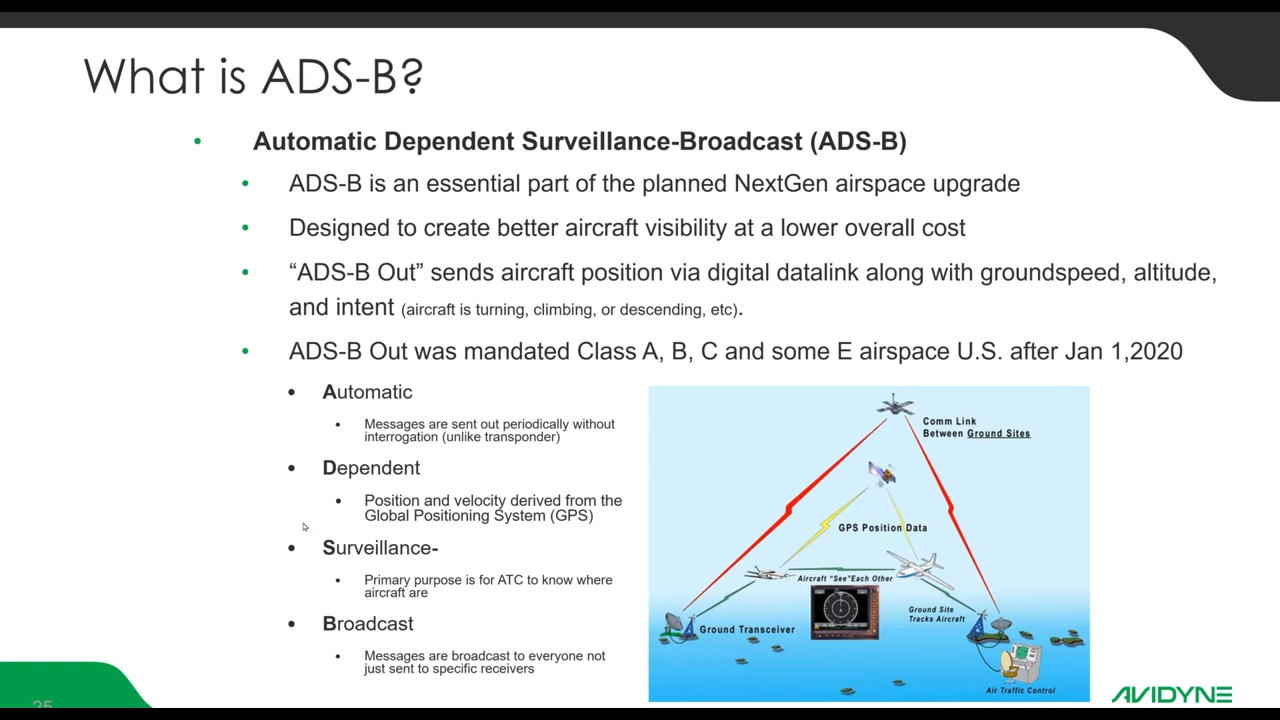 What is ADS-B?
Automatic Dependent Surveillance-Broadcast (ADS-B)
ADS-B is an essential part of the planned NextGen airspace upgrade
Designed to create better aircraft visibility at a lower overall cost
“ADS-B Out” sends aircraft position via digital datalink along with groundspeed, altitude,
and intent (aircraft is turning, climbing, or descending, etc).
ADS-B Out was mandated Class A, B, C and some E airspace U.S. after Jan 1,2020
Automatic
Messages are sent out periodically without
interrogation (unlike transponder)
Dependent
Position and velocity derived from the
Global Positioning System (GPS)
Surveillance-
Primary purpose is for ATC to know where
aircraft are
Broadcast
Messages are broadcast to everyone not
just sent to specific receivers
Comm Link
Between Ground Sites
GPS Position Data
Aircraft "See"Each Other
Ground Site
Tracks Aircraft
Ground Transceiver
Air Traffic Control
AVIDYNE
25